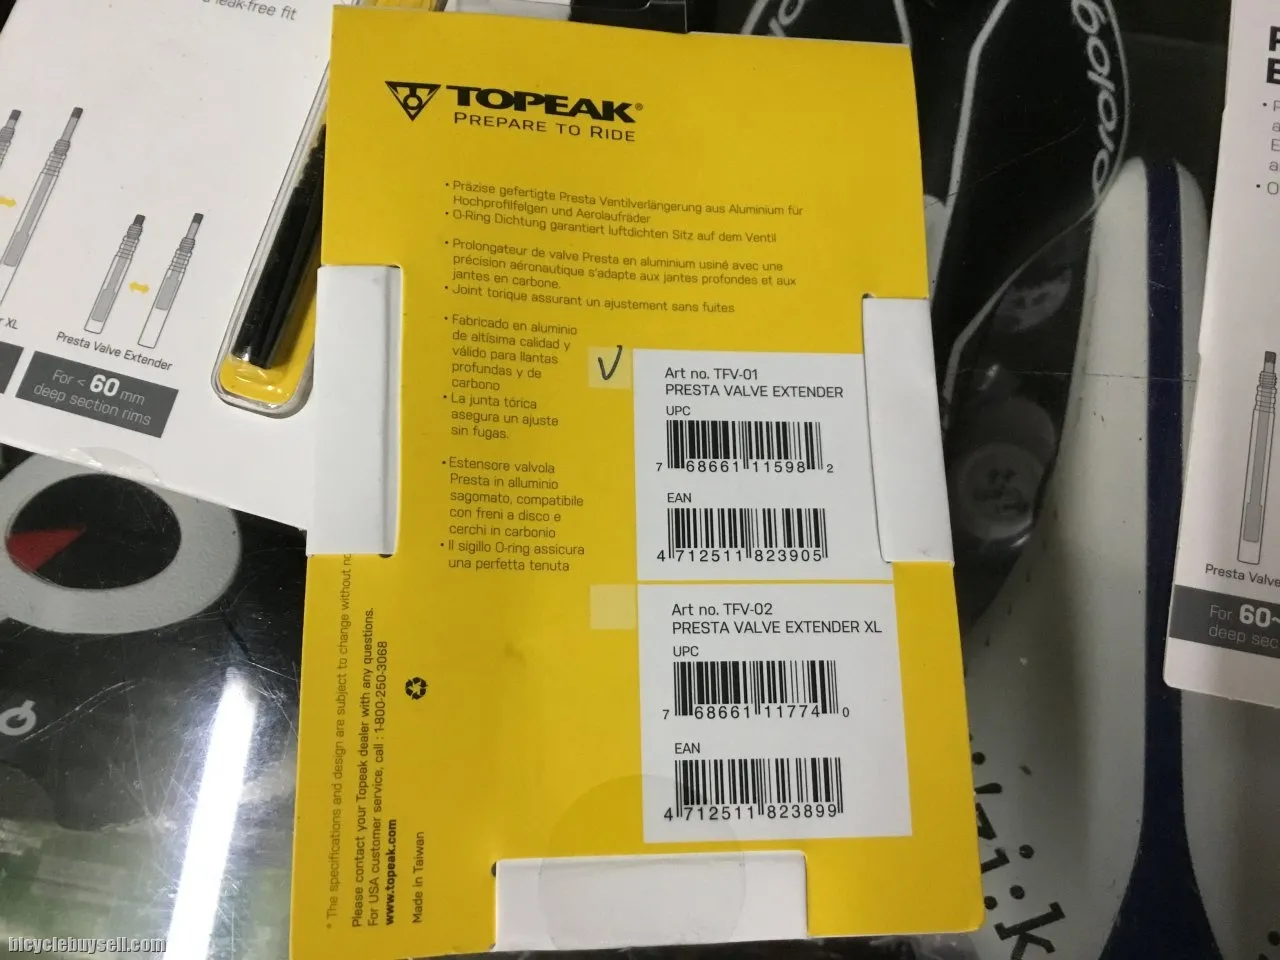 leak-free fit
XL
Presta Valve Extender
For < 60 mm
deep section rims
TOPEAK®
PREPARE TO RIDE
• Präzise gefertigte Presta Ventilverlängerung aus Aluminium für
Hochprofilfelgen und Aerolaufräder
• O-Ring Dichtung garantiert luftdichten Sitz auf dem Ventil
• Prolongateur de valve Presta en aluminium usiné avec une
précision aéronautique s'adapte aux jantes profondes et aux
jantes en carbone.
• Joint torique assurant un ajustement sans fuites
• Fabricado en aluminio
de altísima calidad y
válido para llantas
profundas y de
carbono
• La junta tórica
asegura un ajuste
sin fugas.
• Estensore valvola
Presta in alluminio
sagomato, compatibile
con freni a disco e
cerchi in carbonio
• Il sigillo O-ring assicura
una perfetta tenuta
Art no. TFV-01
PRESTA VALVE EXTENDER
UPC
7 68661 11598 2
EAN
4 712511 823905
Art no. TFV-02
PRESTA VALVE EXTENDER XL
UPC
7 68661 11774 0
EAN
4 712511 823899
* The specifications and design are subject to change without
Please contact your Topeak dealer with any questions.
For USA customer service, call : 1-800-250-3068
www.topeak.com
Made in Taiwan
Presta Valve
For 60~
deep sec
bicyclebuysell.com